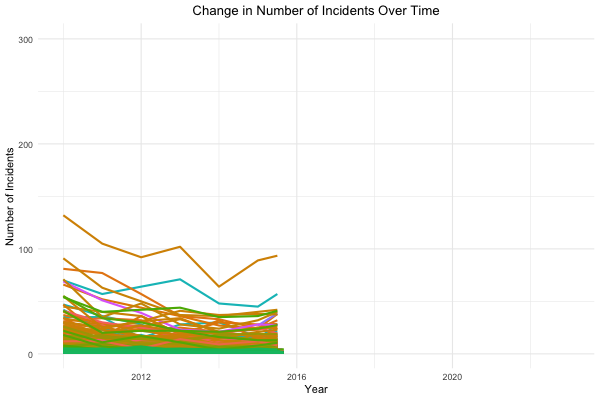 Change in Number of Incidents Over Time
300
200
100
0
Number of Incidents
2012 2016 2020
Year